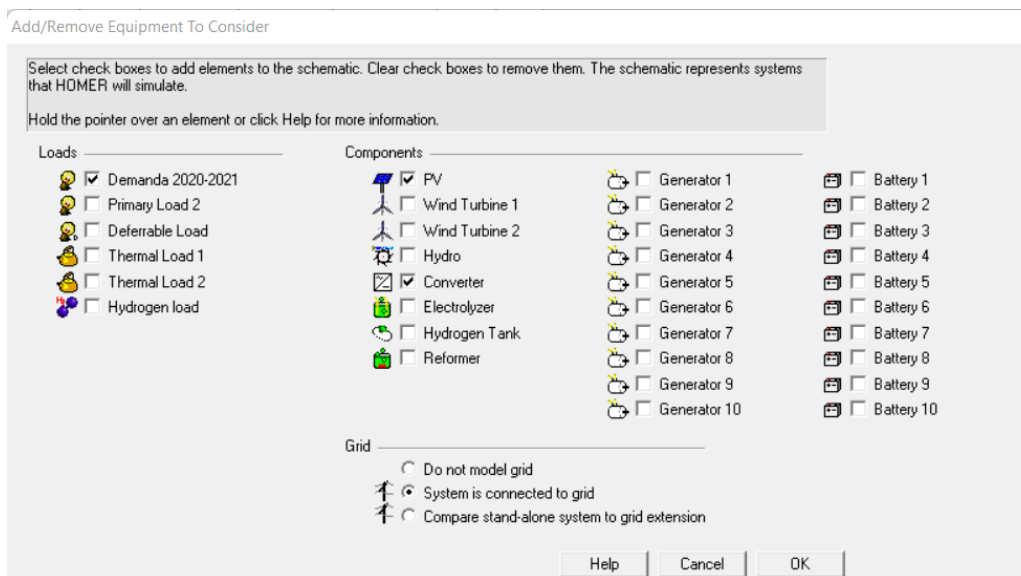 Add/Remove Equipment To Consider
Select check boxes to add elements to the schematic. Clear check boxes to remove them. The schematic represents systems
that HOMER will simulate.
Hold the pointer over an element or click Help for more information.
Loads
Demanda 2020-2021
Primary Load 2
Deferrable Load
Thermal Load 1
Thermal Load 2
Hydrogen load
Components
PV
Wind Turbine 1
Wind Turbine 2
Hydro
Converter
Electrolyzer
Hydrogen Tank
Reformer
Generator 1
Generator 2
Generator 3
Generator 4
Generator 5
Generator 6
Generator 7
Generator 8
Generator 9
Generator 10
Battery 1
Battery 2
Battery 3
Battery 4
Battery 5
Battery 6
Battery 7
Battery 8
Battery 9
Battery 10
Grid
Do not model grid
System is connected to grid
Compare stand-alone system to grid extension
Help
Cancel
OK